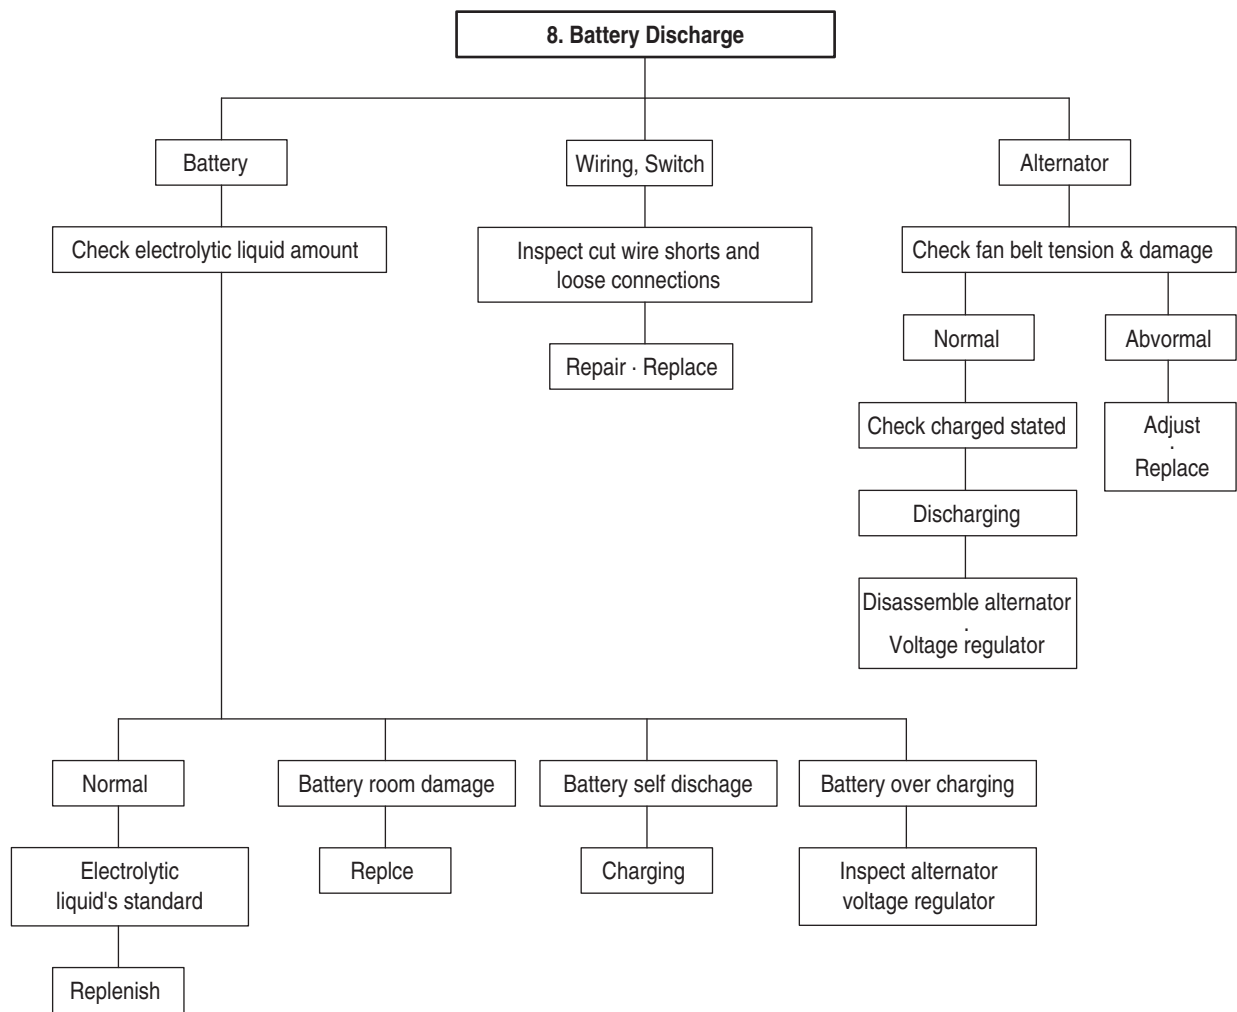 8. Battery Discharge
Battery
Wiring, Switch
Alternator
Check electrolytic liquid amount
Inspect cut wire shorts and
loose connections
Check fan belt tension & damage
Repair · Replace
Normal
Abvormal
Check charged stated
Adjust
·
Replace
Discharging
Disassemble alternator
·
Voltage regulator
Normal
Battery room damage
Battery self dischage
Battery over charging
Electrolytic
liquid's standard
Replce
Charging
Inspect alternator
voltage regulator
Replenish